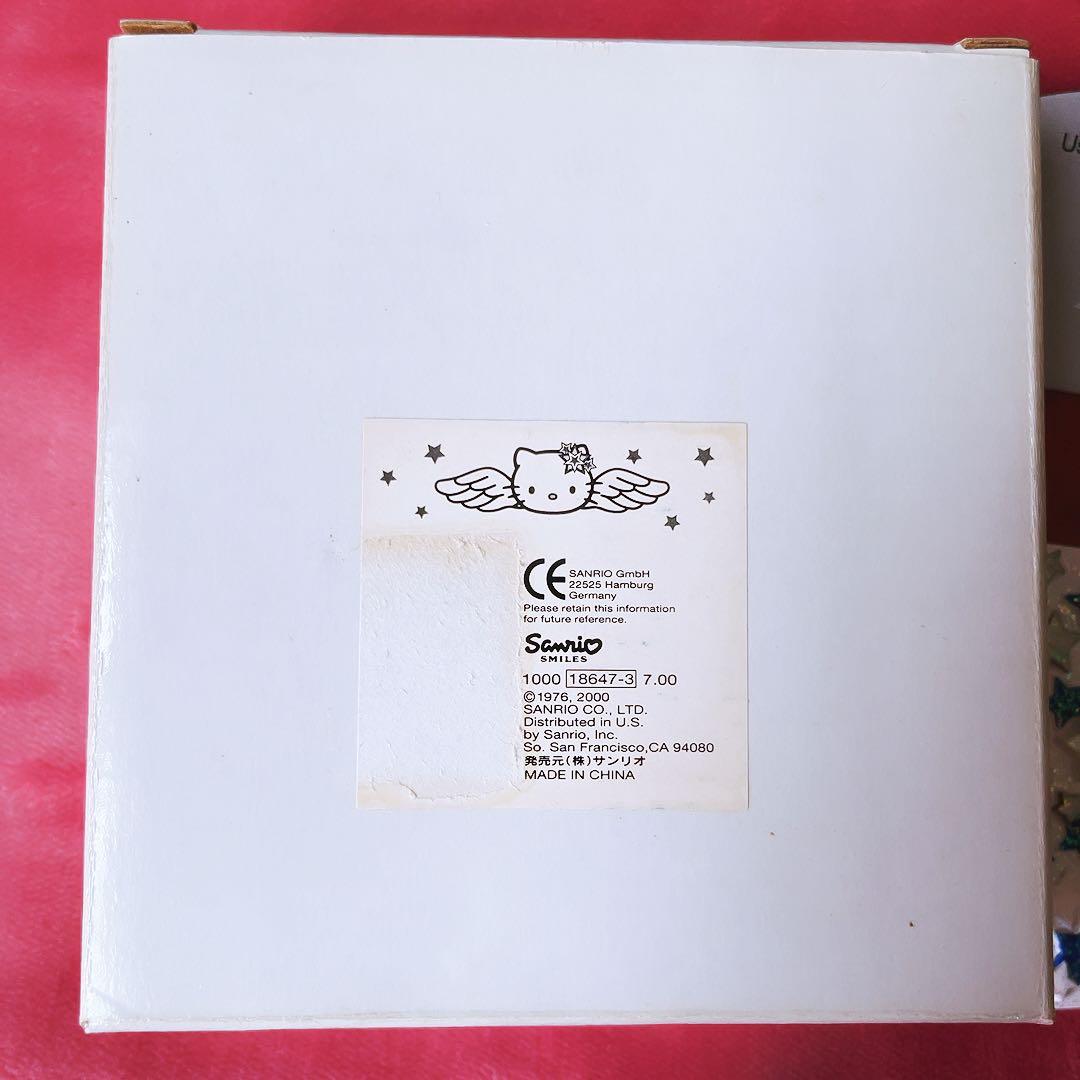 CE SANRIO GmbH
22525 Hamburg
Germany
Please retain this information
for future reference.
Sanrio
SMILES
1000 18647-3 7.00
©1976, 2000
SANRIO CO., LTD.
Distributed in U.S.
by Sanrio, Inc.
So. San Francisco,CA 94080
発売元(株)サンリオ
MADE IN CHINA